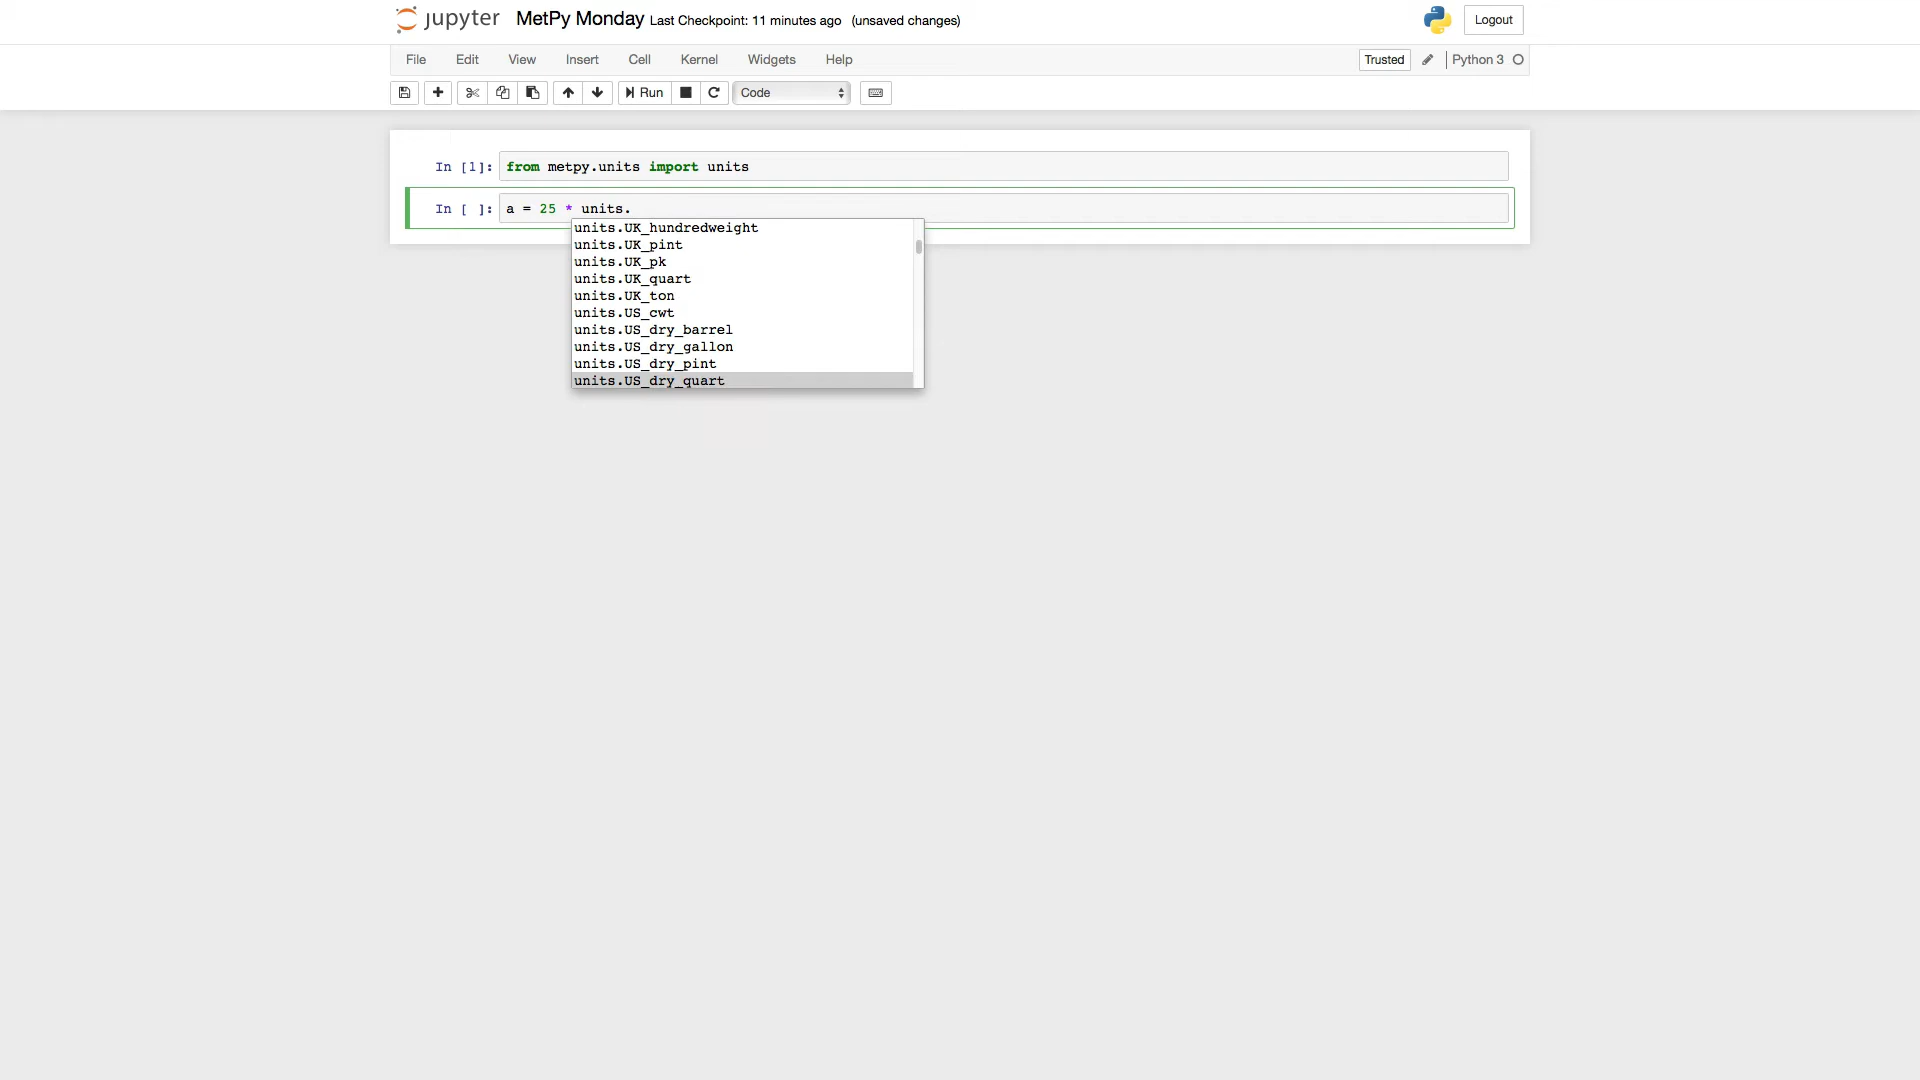 jupyter MetPy Monday Last Checkpoint: 11 minutes ago (unsaved changes) Logout
File Edit View Insert Cell Kernel Widgets Help Trusted Python 3
Run Code
In [1]: from metpy.units import units
In [ ]: a = 25 * units.
units.UK_hundredweight
units.UK_pint
units.UK_pk
units.UK_quart
units.UK_ton
units.US_cwt
units.US_dry_barrel
units.US_dry_gallon
units.US_dry_pint
units.US_dry_quart